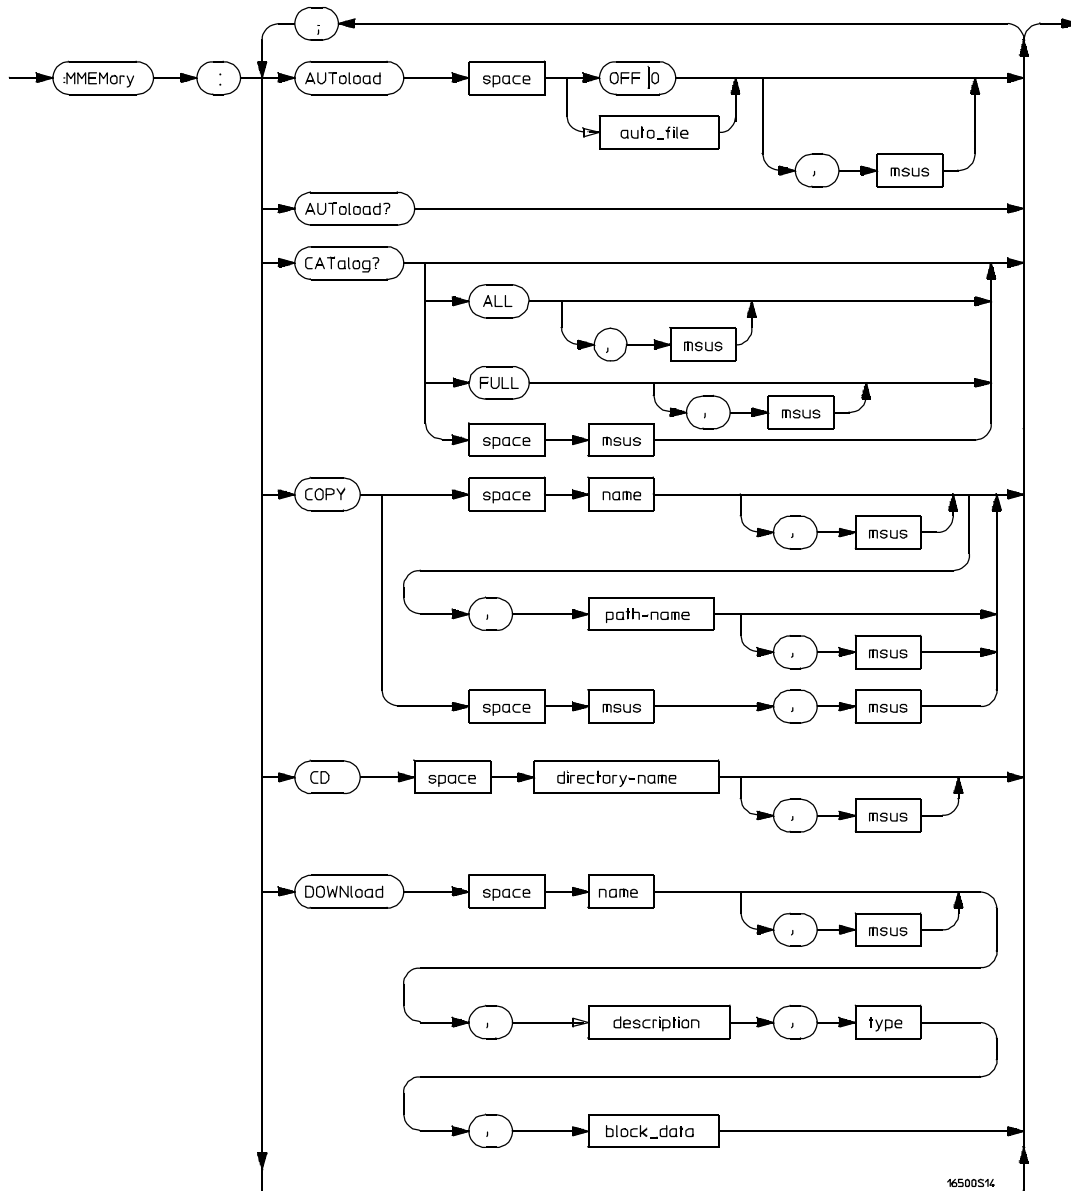 ;
:MMEMory : AUToload space OFF|0
auto_file
, msus
AUToload?
CATalog?
ALL
, msus
FULL
, msus
space msus
COPY space name
, msus
, path-name
, msus
space msus , msus
CD space directory-name
, msus
DOWNload space name
, msus
, description , type
, block_data
16500S14